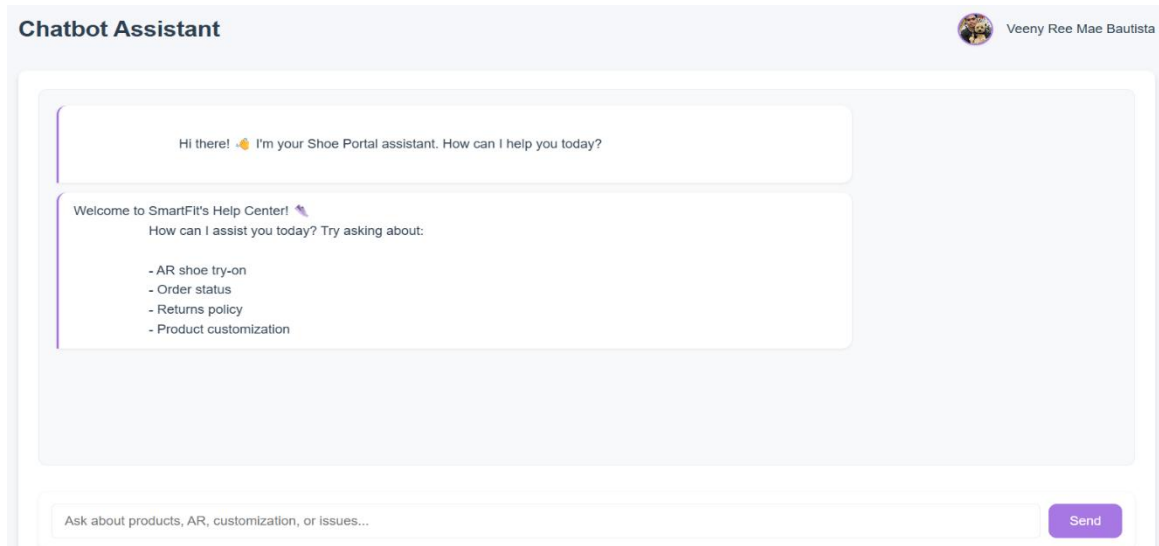 Chatbot Assistant
Veeny Ree Mae Bautista
Hi there! 👋 I'm your Shoe Portal assistant. How can I help you today?
Welcome to SmartFit's Help Center! 👟
How can I assist you today? Try asking about:
- AR shoe try-on
- Order status
- Returns policy
- Product customization
Ask about products, AR, customization, or issues...
Send